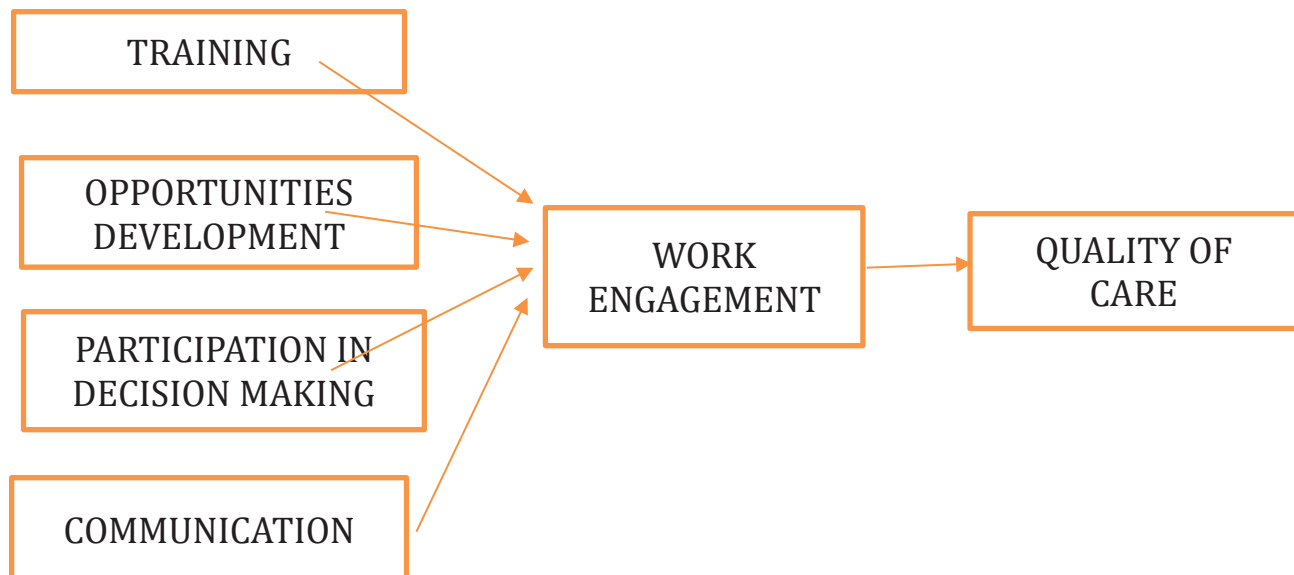 TRAINING
OPPORTUNITIES
DEVELOPMENT
PARTICIPATION IN
DECISION MAKING
COMMUNICATION
WORK
ENGAGEMENT
QUALITY OF
CARE